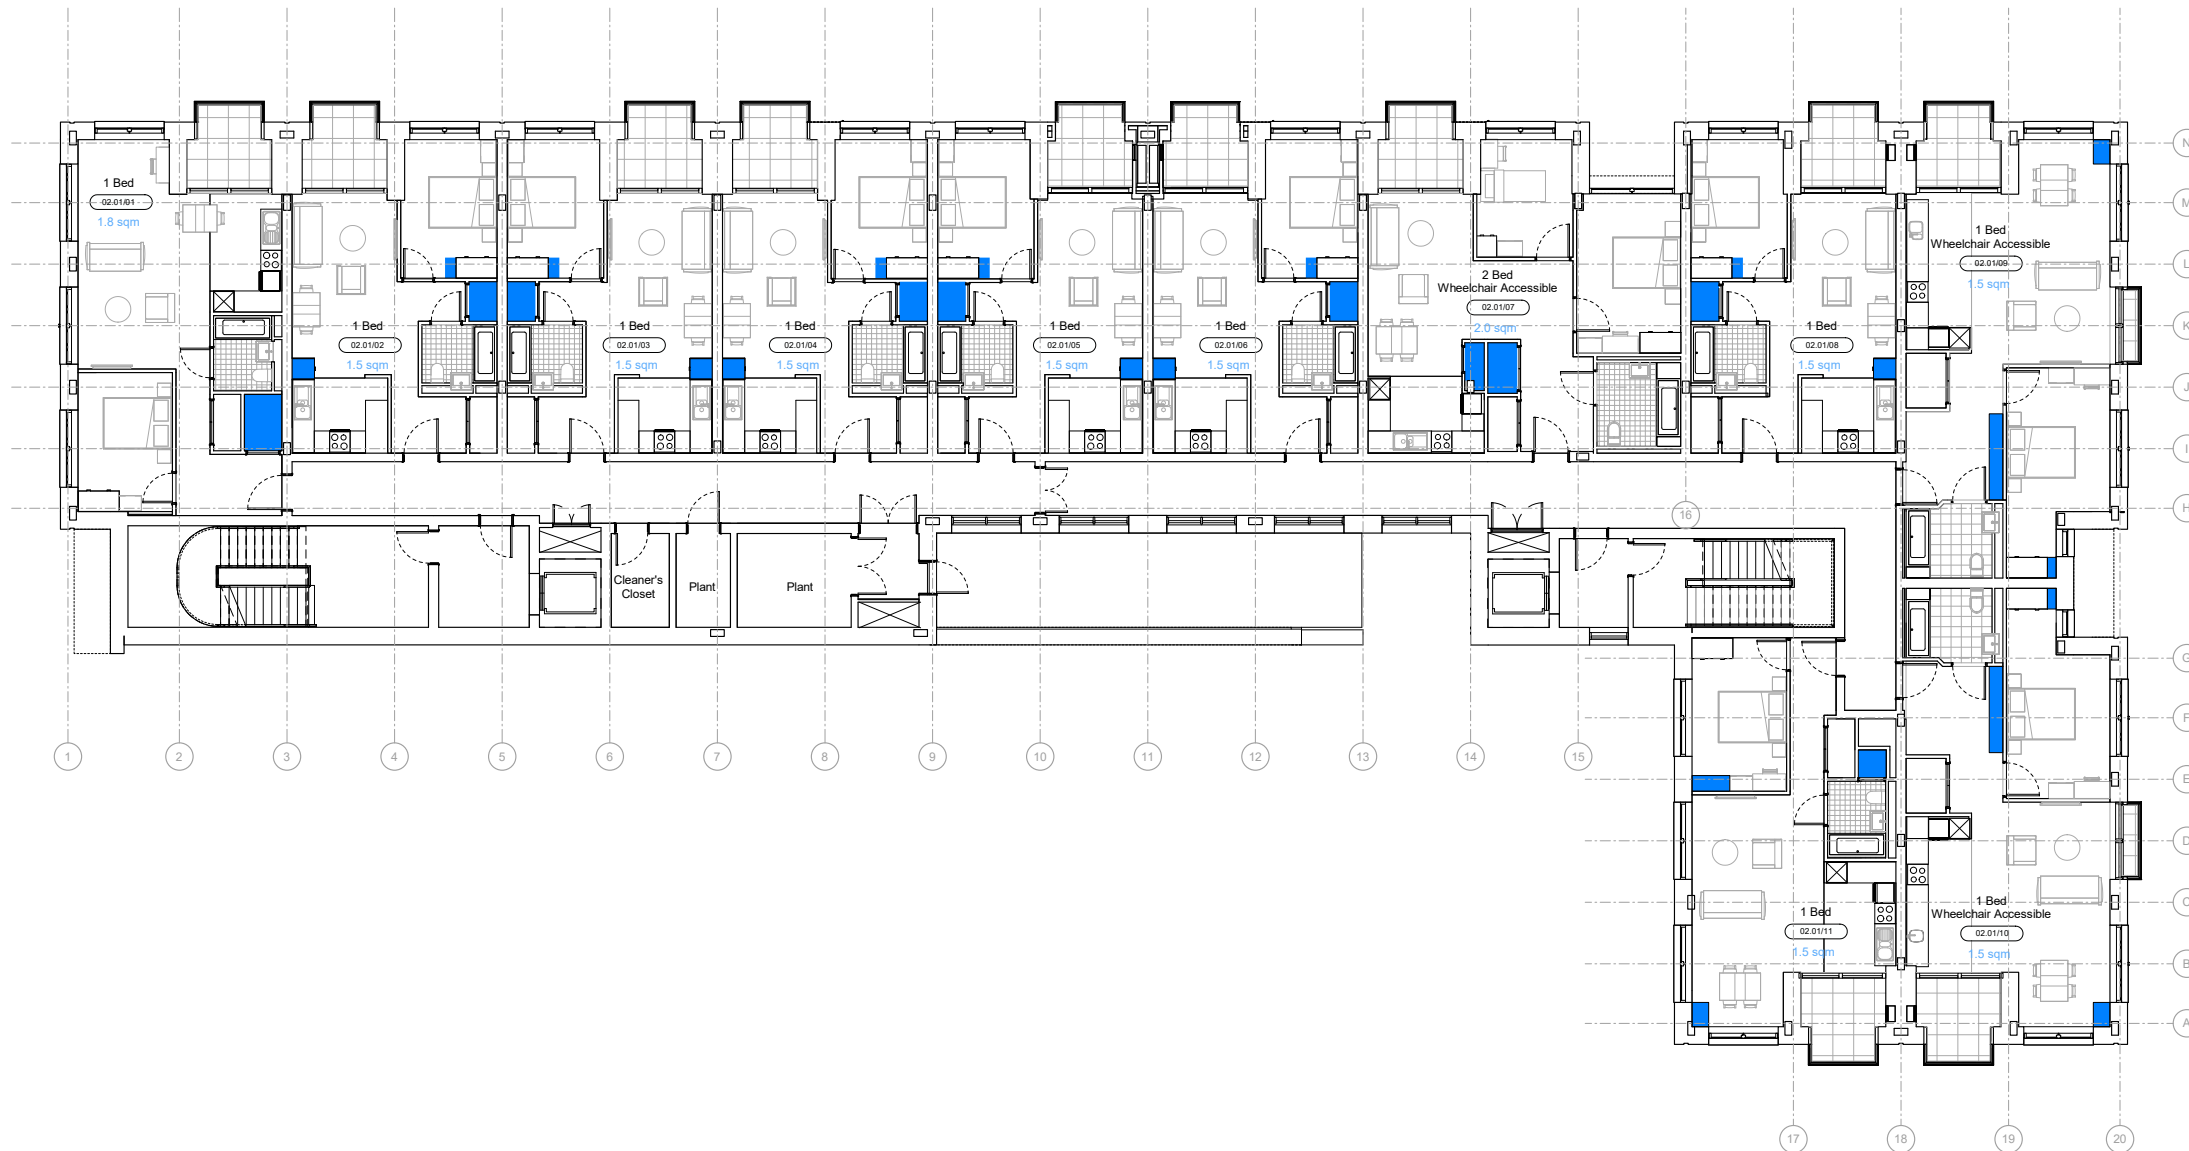 1 Bed
02.01/01
1.8 sqm
1 Bed
02.01/02
1.5 sqm
1 Bed
02.01/03
1.5 sqm
1 Bed
02.01/04
1.5 sqm
1 Bed
02.01/05
1.5 sqm
1 Bed
02.01/06
1.5 sqm
2 Bed
Wheelchair Accessible
02.01/07
2.0 sqm
1 Bed
02.01/08
1.5 sqm
1 Bed
Wheelchair Accessible
02.01/09
1.5 sqm
N
M
L
K
J
I
H
G
F
E
D
C
B
A
16
Cleaner's
Closet
Plant
Plant
1 2 3 4 5 6 7 8 9 10 11 12 13 14 15
1 Bed
02.01/11
1.5 sqm
1 Bed
Wheelchair Accessible
02.01/10
1.5 sqm
17 18 19 20